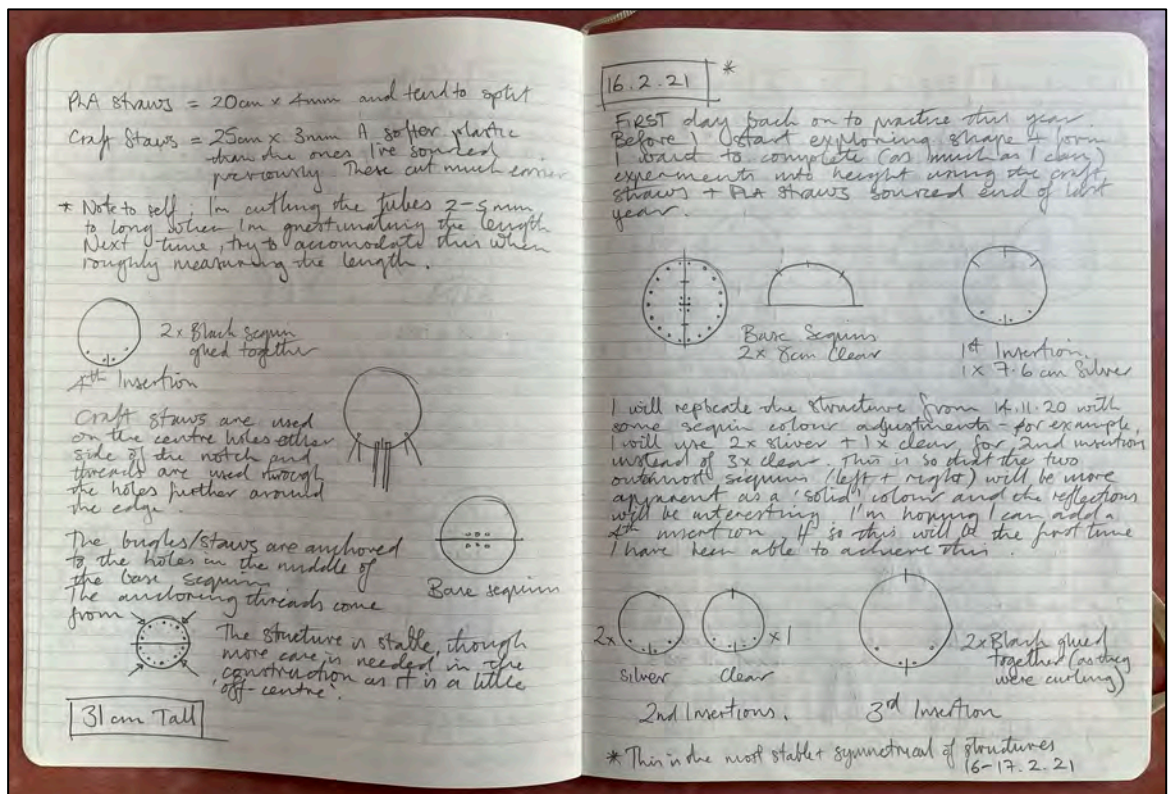 PLA Straws = 20cm x 4mm and tend to split
Craft Staws = 25cm x 3mm A softer plastic
than the ones I've sourced
previously. These cut much easier
* Note to self : I'm cutling the tubes 2-5mm
to long when I'm guestimating the length
Next time, try to accomodate this when
roughly measuring the length.
2x Black sequin
glued together
4th Insertion
Craft staws are used
on the centre holes either
side of the notch and
threads are used through
the holes further around
the edge.
The bugles/staws are anchored
to the holes in the middle of
the base sequin
The anchoring threads come
from
Base sequins
The structure is stable, though
more care is needed in the
construction as it is a little
off-centre.
31cm Tall
16.2.21 *
FIRST day back on to practice this year.
Before I start exploring shape + form
I want to complete (as much as I can)
experiments into height using the craft
straws + PLA straws sourced end of last
year.
Base Sequins
2x 8cm Clear
1st Insertion.
1x 7.6cm Silver
I will replicate the structure from 14.11.20 with
some sequin colour adjustments - for example,
I will use 2x sliver + 1x clear for 2nd insertion
instead of 3x clear. This is so that the two
outermost sequins (left + right) will be more
apparent as a 'solid' colour and the reflections
will be interesting. I'm hoping I can add a
4th insertion, If so this will be the first time
I have been able to achieve this.
2x
Silver
Clear
x1
2x Black glued
together (as they
were curling)
2nd Insertions.
3rd Insertion
* This is the most stable + symmetrical of structures
16-17.2.21